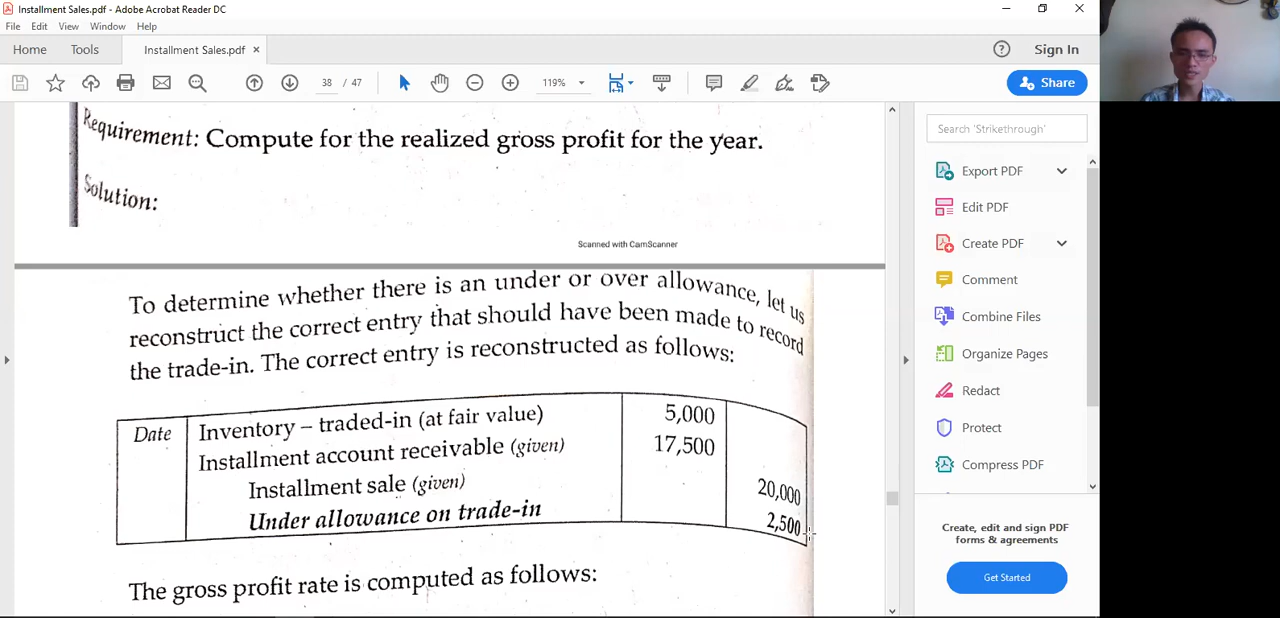 Installment Sales.pdf - Adobe Acrobat Reader DC
File Edit View Window Help
Home Tools Installment Sales.pdf × Sign In
38 / 47 119% Share
Requirement: Compute for the realized gross profit for the year.
Solution:
Scanned with CamScanner
To determine whether there is an under or over allowance, let us
reconstruct the correct entry that should have been made to record
the trade-in. The correct entry is reconstructed as follows:
Date Inventory – traded-in (at fair value) 5,000
Installment account receivable (given) 17,500
Installment sale (given) 20,000
Under allowance on trade-in 2,500
The gross profit rate is computed as follows:
Search 'Strikethrough'
Export PDF
Edit PDF
Create PDF
Comment
Combine Files
Organize Pages
Redact
Protect
Compress PDF
Create, edit and sign PDF
forms & agreements
Get Started